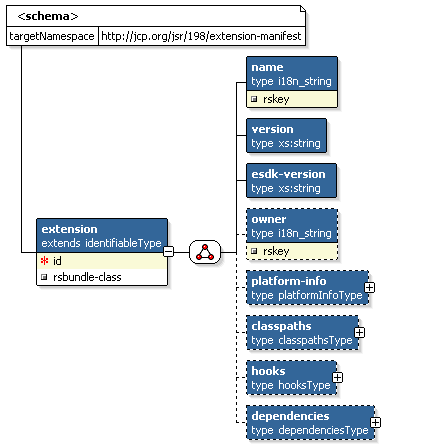 <schema>
targetNamespace http://jcp.org/jsr/198/extension-manifest
name
type i18n_string
rskey
version
type xs:string
esdk-version
type xs:string
extension
extends identifiableType
id
rsbundle-class
owner
type i18n_string
rskey
platform-info
type platformInfoType
classpaths
type classpathsType
hooks
type hooksType
dependencies
type dependenciesType